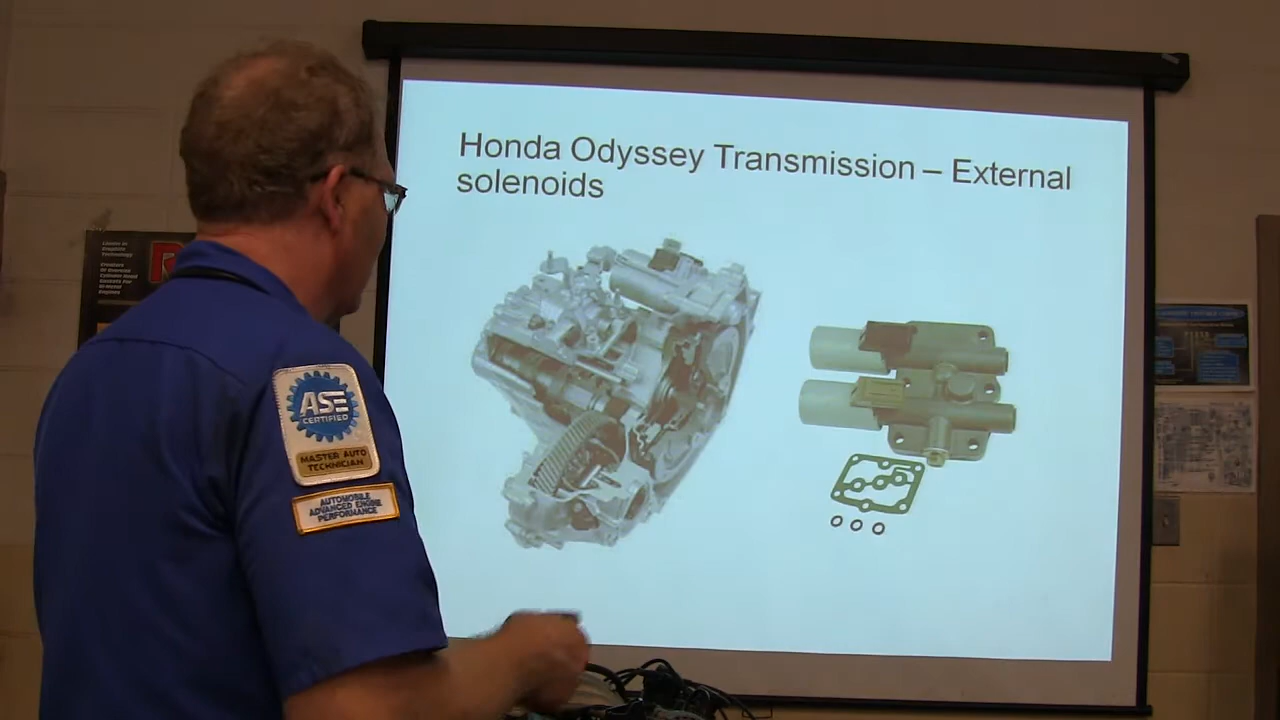 Honda Odyssey Transmission – External
solenoids
ASE
CERTIFIED
MASTER AUTO
TECHNICIAN
AUTOMOBILE
ADVANCED ENGINE
PERFORMANCE